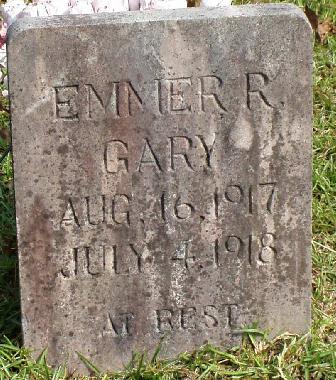 EMMER R.
GARY
AUG. 16, 1917
JULY 4, 1918
AT REST